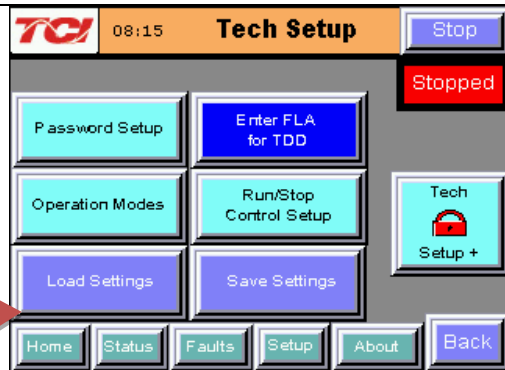 TCI 08:15 Tech Setup Stop
Stopped
Password Setup
Enter FLA
for TDD
Operation Modes
Run/Stop
Control Setup
Tech
Setup +
Load Settings
Save Settings
Home Status Faults Setup About Back